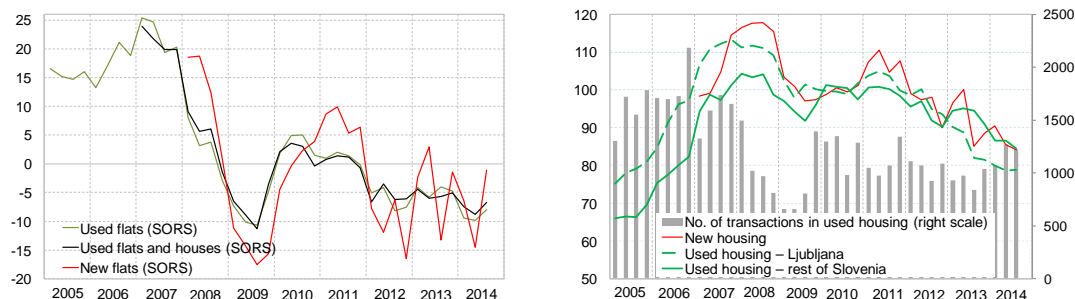 25
20
15
10
5
0
-5
-10
-15
-20
Used flats (SORS)
Used flats and houses (SORS)
New flats (SORS)
2005 2006 2007 2008 2009 2010 2011 2012 2013 2014
120
110
100
90
80
70
60
50
2500
2000
1500
1000
500
0
No. of transactions in used housing (right scale)
New housing
Used housing – Ljubljana
Used housing – rest of Slovenia
2005 2006 2007 2008 2009 2010 2011 2012 2013 2014